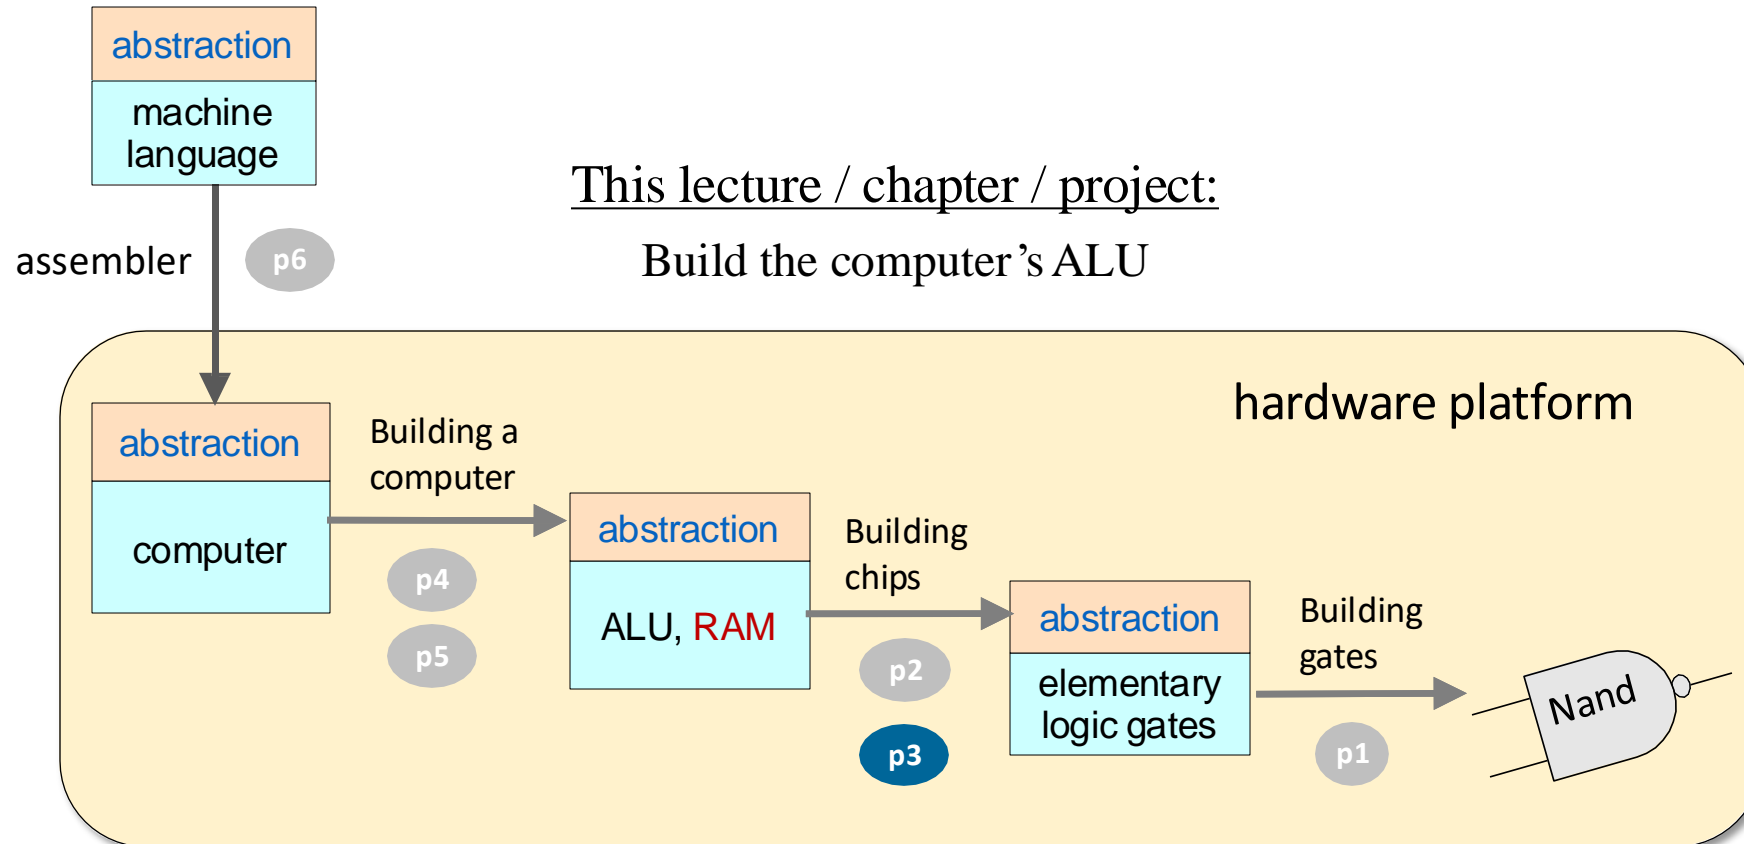 abstraction
machine
language
This lecture / chapter / project:
Build the computer’s ALU
assembler
p6
hardware platform
abstraction
computer
Building a
computer
p4
p5
abstraction
ALU, RAM
Building
chips
p2
p3
abstraction
elementary
logic gates
Building
gates
p1
Nand